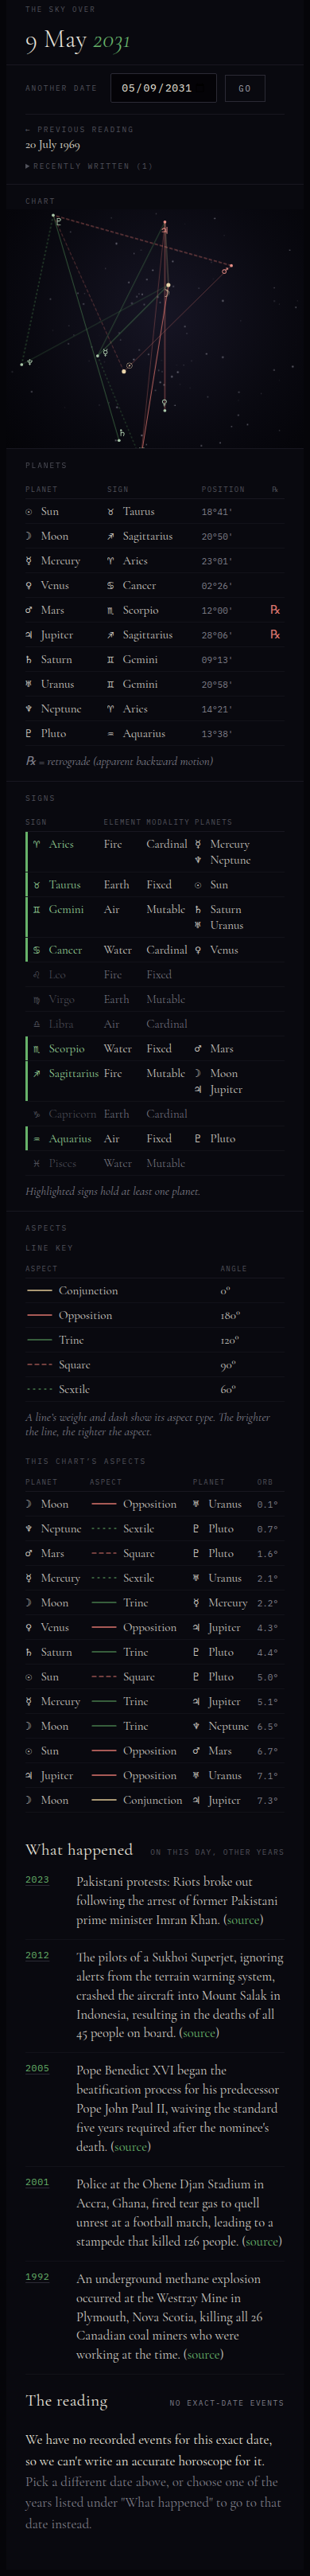 THE SKY OVER
9 May 2031
ANOTHER DATE 05/09/2031 GO
← PREVIOUS READING
20 July 1969
▶ RECENTLY WRITTEN (1)
CHART
♇ ♃
♂
☽
☿
♆ ☉
♀
♄
PLANETS
PLANET SIGN POSITION ℞
☉ Sun ♉ Taurus 18°41'
☽ Moon ♐ Sagittarius 20°50'
☿ Mercury ♈ Aries 23°01'
♀ Venus ♋ Cancer 02°26'
♂ Mars ♏ Scorpio 12°00' ℞
♃ Jupiter ♐ Sagittarius 28°06' ℞
♄ Saturn ♊ Gemini 09°13'
♅ Uranus ♊ Gemini 20°58'
♆ Neptune ♈ Aries 14°21'
♇ Pluto ♒ Aquarius 13°38'
℞ = retrograde (apparent backward motion)
SIGNS
SIGN ELEMENT MODALITY PLANETS
♈ Aries Fire Cardinal ☿ Mercury
♆ Neptune
♉ Taurus Earth Fixed ☉ Sun
♊ Gemini Air Mutable ♄ Saturn
♅ Uranus
♋ Cancer Water Cardinal ♀ Venus
♌ Leo Fire Fixed
♍ Virgo Earth Mutable
♎ Libra Air Cardinal
♏ Scorpio Water Fixed ♂ Mars
♐ Sagittarius Fire Mutable ☽ Moon
♃ Jupiter
♑ Capricorn Earth Cardinal
♒ Aquarius Air Fixed ♇ Pluto
♓ Pisces Water Mutable
Highlighted signs hold at least one planet.
ASPECTS
LINE KEY
ASPECT ANGLE
Conjunction 0°
Opposition 180°
Trine 120°
Square 90°
Sextile 60°
A line's weight and dash show its aspect type. The brighter
the line, the tighter the aspect.
THIS CHART'S ASPECTS
PLANET ASPECT PLANET ORB
☽ Moon Opposition ♅ Uranus 0.1°
♆ Neptune Sextile ♇ Pluto 0.7°
♂ Mars Square ♇ Pluto 1.6°
☿ Mercury Sextile ♅ Uranus 2.1°
☽ Moon Trine ☿ Mercury 2.2°
♀ Venus Opposition ♃ Jupiter 4.3°
♄ Saturn Trine ♇ Pluto 4.4°
☉ Sun Square ♇ Pluto 5.0°
☿ Mercury Trine ♃ Jupiter 5.1°
☽ Moon Trine ♆ Neptune 6.5°
☉ Sun Opposition ♂ Mars 6.7°
♃ Jupiter Opposition ♅ Uranus 7.1°
☽ Moon Conjunction ♃ Jupiter 7.3°
What happened ON THIS DAY, OTHER YEARS
2023 Pakistani protests: Riots broke out
following the arrest of former Pakistani
prime minister Imran Khan. (source)
2012 The pilots of a Sukhoi Superjet, ignoring
alerts from the terrain warning system,
crashed the aircraft into Mount Salak in
Indonesia, resulting in the deaths of all
45 people on board. (source)
2005 Pope Benedict XVI began the
beatification process for his predecessor
Pope John Paul II, waiving the standard
five years required after the nominee's
death. (source)
2001 Police at the Ohene Djan Stadium in
Accra, Ghana, fired tear gas to quell
unrest at a football match, leading to a
stampede that killed 126 people. (source)
1992 An underground methane explosion
occurred at the Westray Mine in
Plymouth, Nova Scotia, killing all 26
Canadian coal miners who were
working at the time. (source)
The reading NO EXACT-DATE EVENTS
We have no recorded events for this exact date,
so we can't write an accurate horoscope for it.
Pick a different date above, or choose one of the
years listed under "What happened" to go to that
date instead.